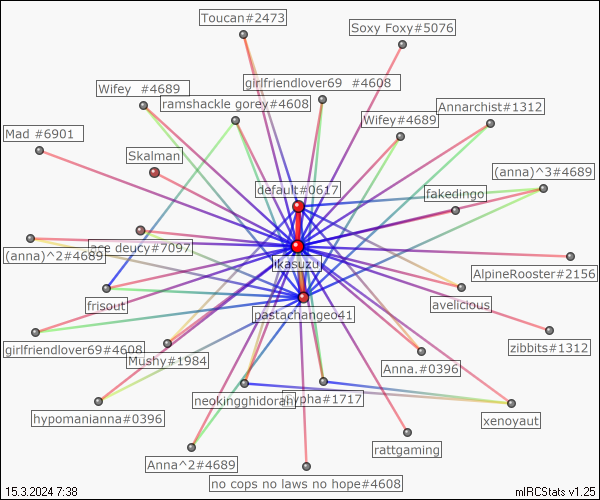 Toucan#2473
Soxy Foxy#5076
Wifey #4689
girlfriendlover69 #4608
ramshackle gorey#4608
Annarchist#1312
Wifey#4689
Mad #6901
Skalman
(anna)^3#4689
default#0617
fakedingo
(anna)^2#4689
ace deucy#7097
ikasuzu
AlpineRooster#2156
frisout
avelicious
pastachange041
girlfriendlover69#4608
Mushy#1984
zibbits#1312
Anna.#0396
hypomanianna#0396
neokingghidorah
Cypha#1717
xenoyaut
rattgaming
Anna^2#4689
no cops no laws no hope#4608
15.3.2024 7:38
mIRCStats v1.25